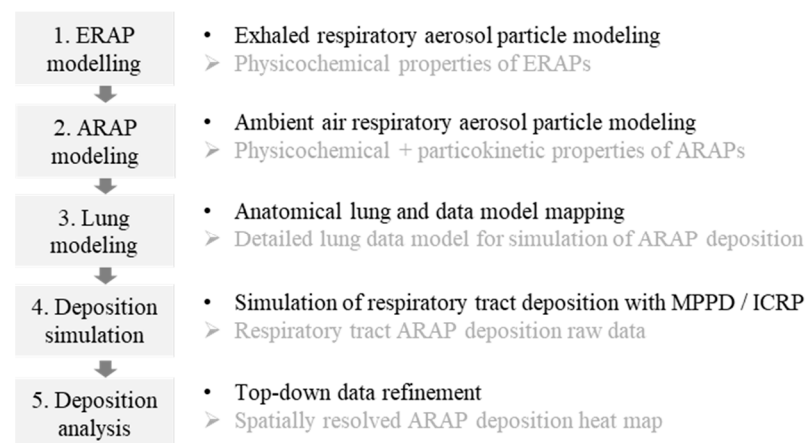 1. ERAP
modelling
• Exhaled respiratory aerosol particle modeling
➢ Physicochemical properties of ERAPs
2. ARAP
modeling
• Ambient air respiratory aerosol particle modeling
➢ Physicochemical + particokinetic properties of ARAPs
3. Lung
modeling
• Anatomical lung and data model mapping
➢ Detailed lung data model for simulation of ARAP deposition
4. Deposition
simulation
• Simulation of respiratory tract deposition with MPPD / ICRP
➢ Respiratory tract ARAP deposition raw data
5. Deposition
analysis
• Top-down data refinement
➢ Spatially resolved ARAP deposition heat map